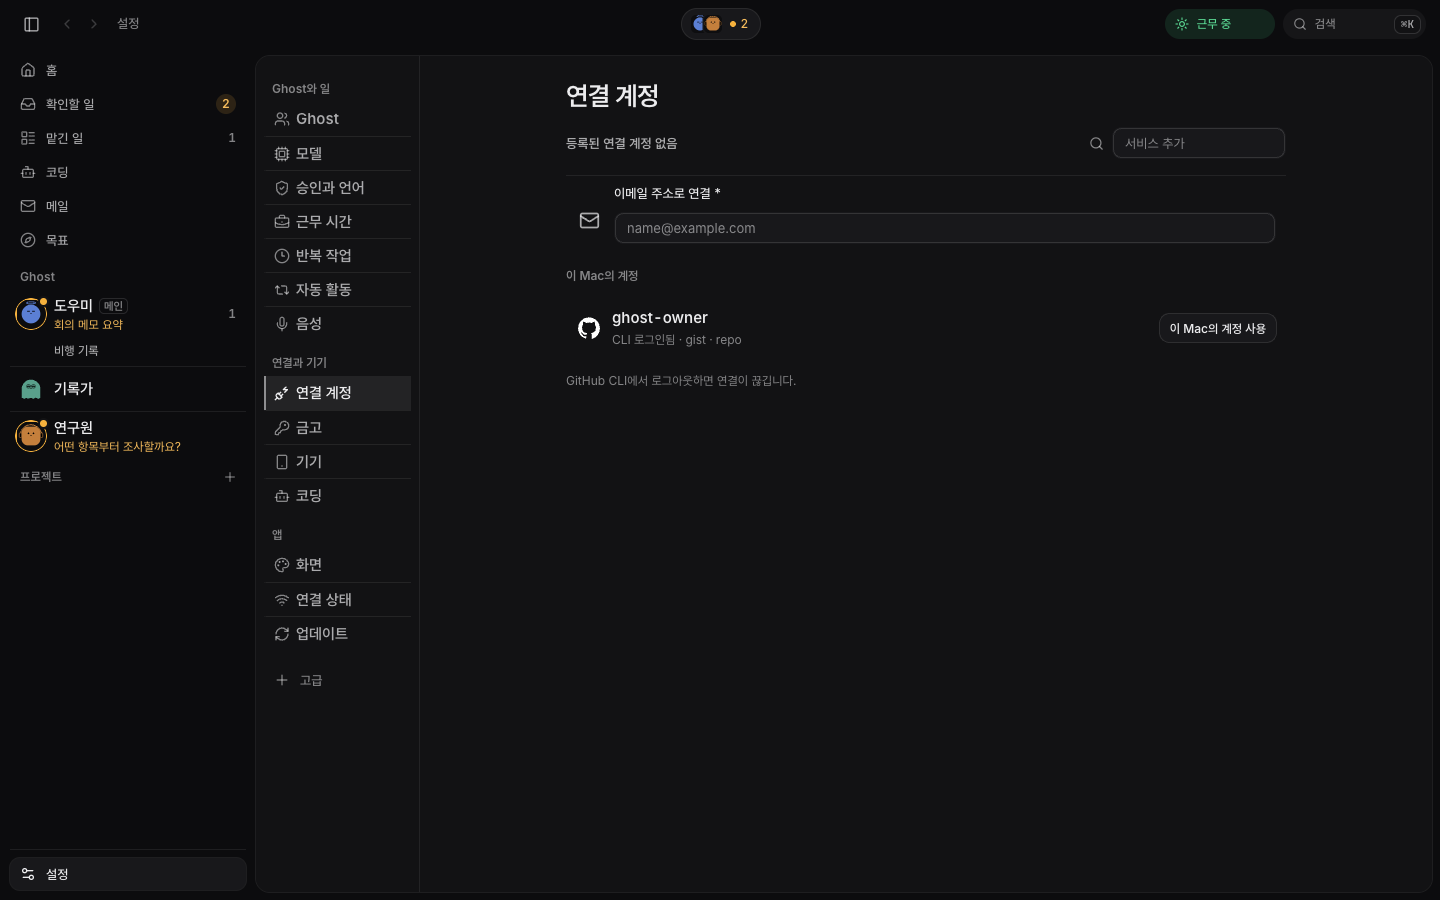 설정
2
근무 중
검색
⌘K
홈
확인할 일
2
맡긴 일
1
코딩
메일
목표
Ghost
도우미
메인
회의 메모 요약
1
비행 기록
기록가
연구원
어떤 항목부터 조사할까요?
프로젝트
설정
Ghost와 일
Ghost
모델
승인과 언어
근무 시간
반복 작업
자동 활동
음성
연결과 기기
연결 계정
금고
기기
코딩
앱
화면
연결 상태
업데이트
고급
연결 계정
등록된 연결 계정 없음
서비스 추가
이메일 주소로 연결 *
name@example.com
이 Mac의 계정
ghost-owner
CLI 로그인됨 · gist · repo
이 Mac의 계정 사용
GitHub CLI에서 로그아웃하면 연결이 끊깁니다.